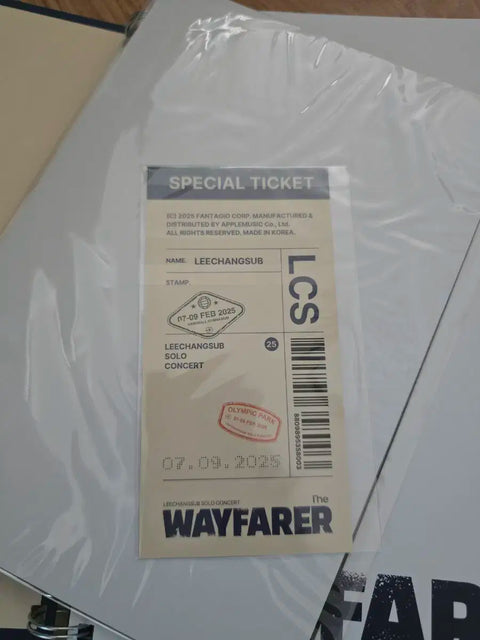 SPECIAL TICKET
(C) 2025 FANTAGIO CORP. MANUFACTURED &
DISTRIBUTED BY APPLEMUSIC Co., Ltd.
ALL RIGHTS RESERVED. MADE IN KOREA.
NAME. LEECHANGSUB
STAMP.
LCS
07-09 FEB 2025
LEECHANGSUB
SOLO
CONCERT
25
OLYMPIC PARK
07.09.2025
8809895358003
LEECHANGSUB SOLO CONCERT
The
WAYFARER
FAR